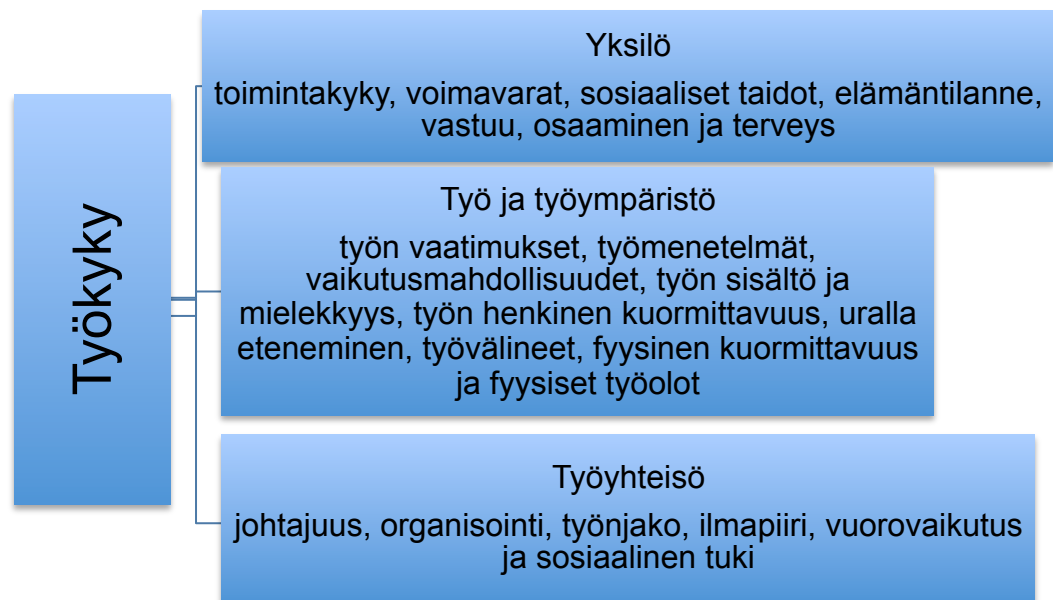 Työkyky
Yksilö
toimintakyky, voimavarat, sosiaaliset taidot, elämäntilanne,
vastuu, osaaminen ja terveys
Työ ja työympäristö
työn vaatimukset, työmenetelmät,
vaikutusmahdollisuudet, työn sisältö ja
mielekkyys, työn henkinen kuormittavuus, uralla
eteneminen, työvälineet, fyysinen kuormittavuus
ja fyysiset työolot
Työyhteisö
johtajuus, organisointi, työnjako, ilmapiiri, vuorovaikutus
ja sosiaalinen tuki